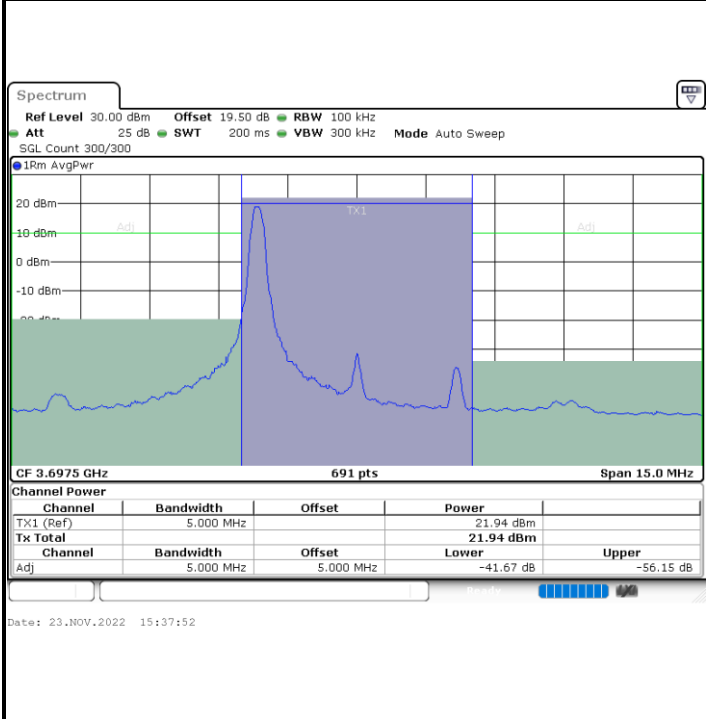 Spectrum
Ref Level 30.00 dBm Offset 19.50 dB RBW 100 kHz
Att 25 dB SWT 200 ms VBW 300 kHz Mode Auto Sweep
SGL Count 300/300
1Rm AvgPwr
20 dBm
TX1
Adj
Adj
10 dBm
0 dBm
-10 dBm
-20 dBm
CF 3.6975 GHz 691 pts Span 15.0 MHz
Channel Power
Channel Bandwidth Offset Power
TX1 (Ref) 5.000 MHz 21.94 dBm
Tx Total 21.94 dBm
Channel Bandwidth Offset Lower Upper
Adj 5.000 MHz 5.000 MHz -41.67 dB -56.15 dB
Ready
Date: 23.NOV.2022 15:37:52